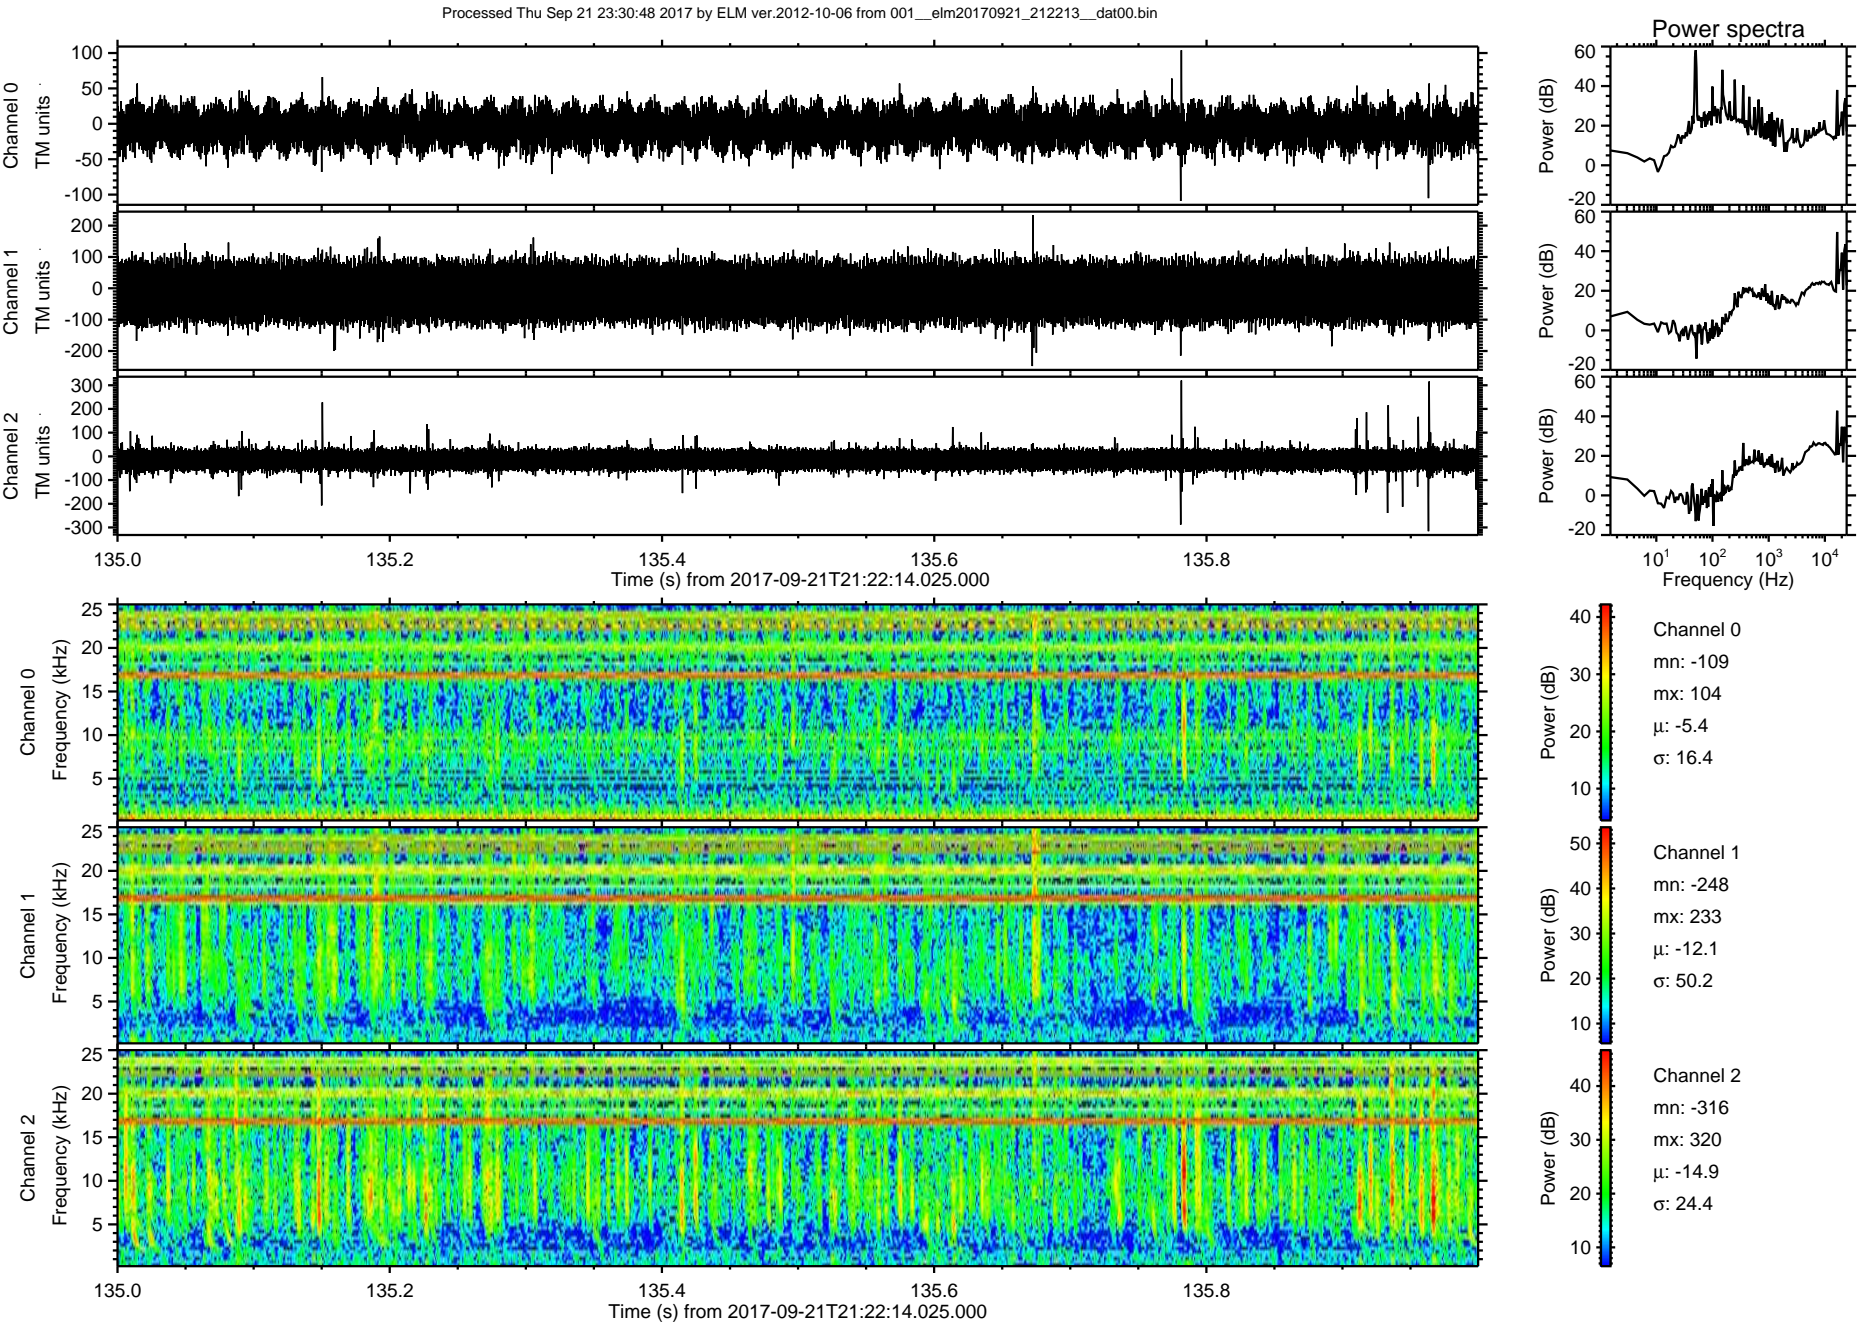 Processed Thu Sep 21 23:30:48 2017 by ELM ver.2012-10-06 from 001__elm20170921_212213__dat00.bin
Power spectra
Channel 0
TM units
100
50
0
-50
-100
Power (dB)
60
40
20
0
-20
Channel 1
TM units
200
100
0
-100
-200
Power (dB)
60
40
20
0
-20
Channel 2
TM units
300
200
100
0
-100
-200
-300
Power (dB)
60
40
20
0
-20
135.0 135.2 135.4 135.6 135.8
Time (s) from 2017-09-21T21:22:14.025.000
10¹ 10² 10³ 10⁴
Frequency (Hz)
Channel 0
Frequency (kHz)
25
20
15
10
5
Power (dB)
40
30
20
10
Channel 0
mn: -109
mx: 104
μ: -5.4
σ: 16.4
Channel 1
Frequency (kHz)
25
20
15
10
5
Power (dB)
50
40
30
20
10
Channel 1
mn: -248
mx: 233
μ: -12.1
σ: 50.2
Channel 2
Frequency (kHz)
25
20
15
10
5
Power (dB)
40
30
20
10
Channel 2
mn: -316
mx: 320
μ: -14.9
σ: 24.4
135.0 135.2 135.4 135.6 135.8
Time (s) from 2017-09-21T21:22:14.025.000